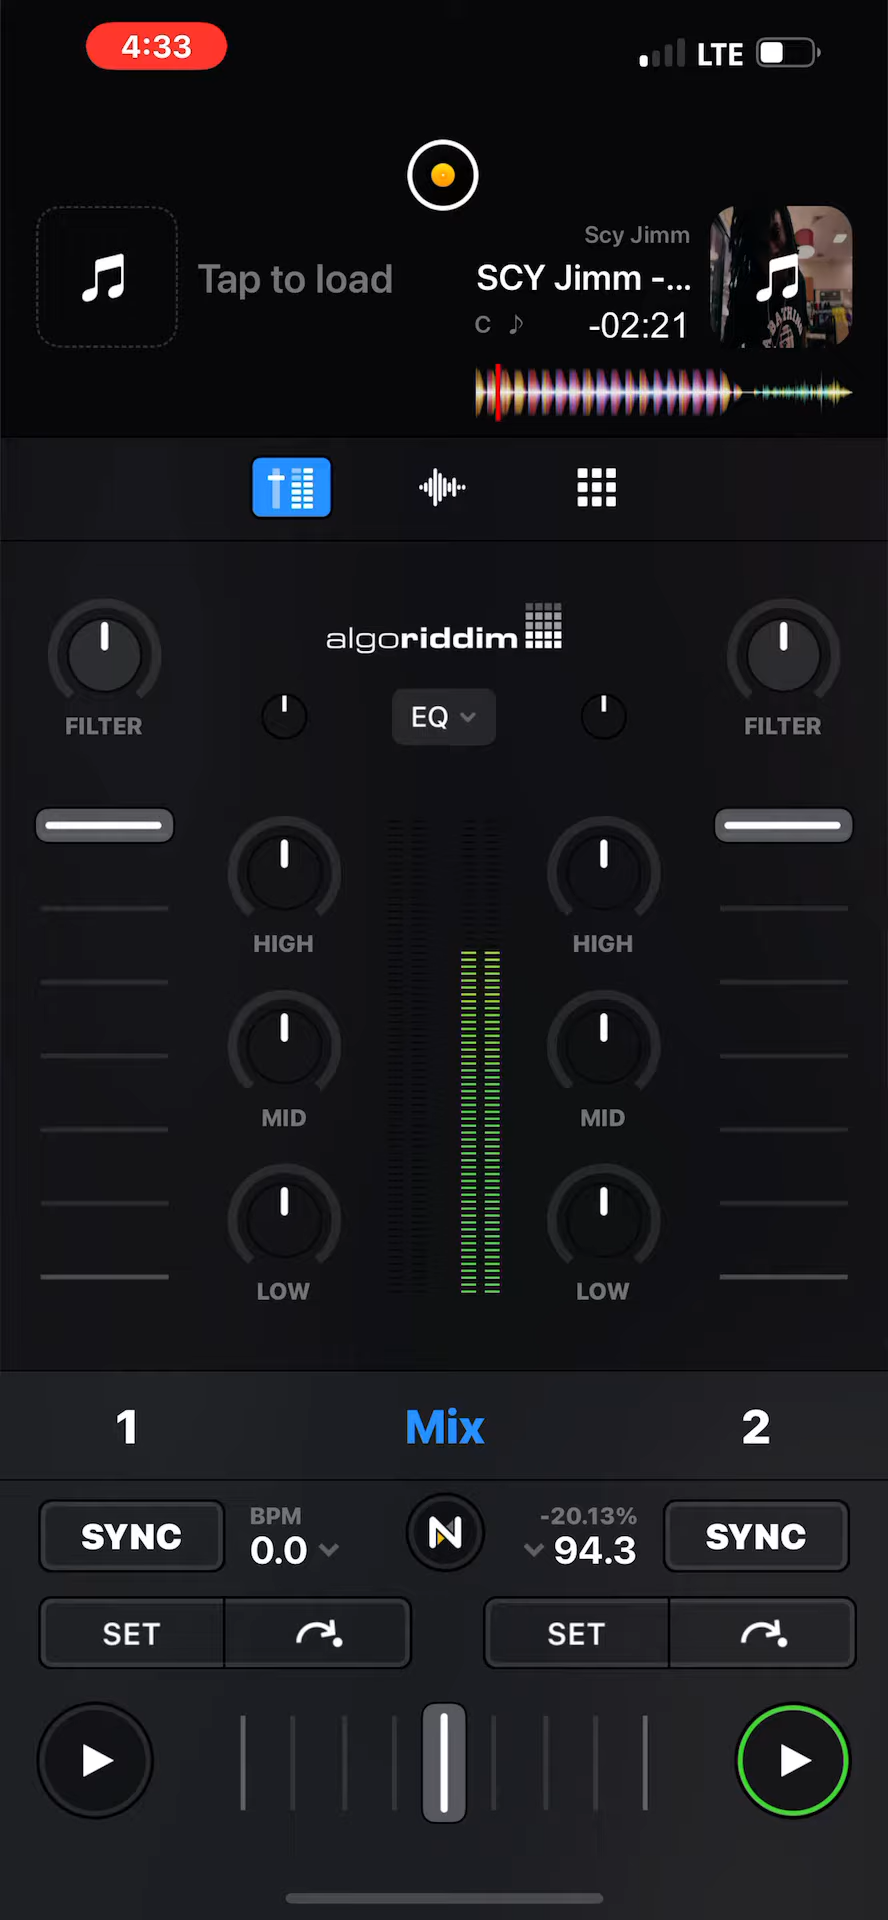 4:33
LTE
Scy Jimm
Tap to load
SCY Jimm -...
C
-02:21
algoriddim
FILTER
EQ
FILTER
HIGH
HIGH
MID
MID
LOW
LOW
1
Mix
2
SYNC
BPM
0.0
N
-20.13%
94.3
SYNC
SET
SET